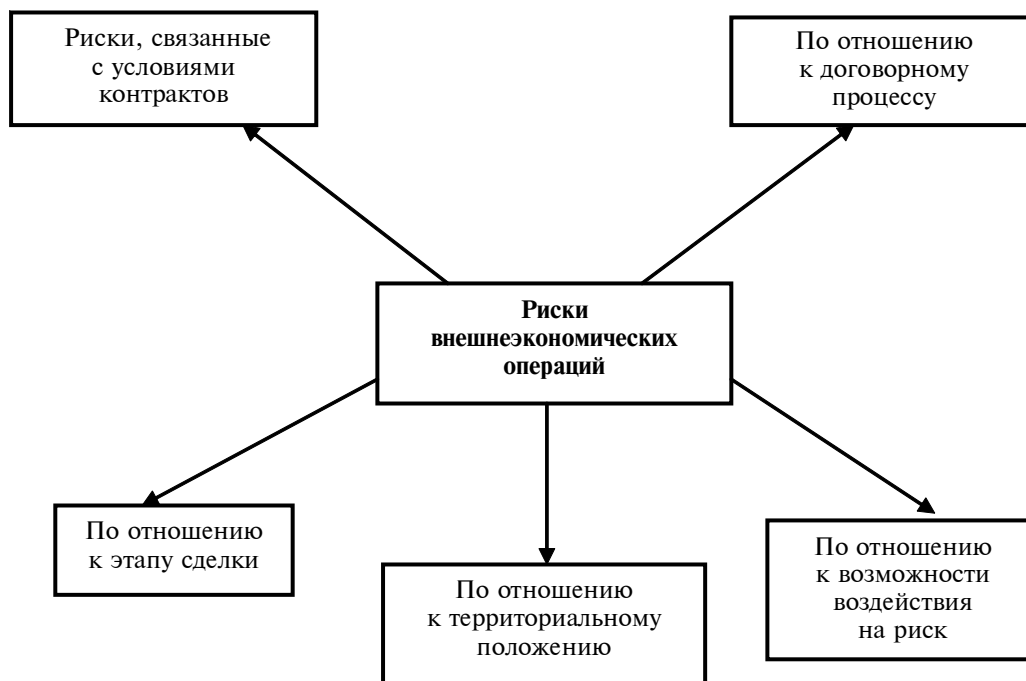 Риски, связанные
с условиями
контрактов
По отношению
к договорному
процессу
Риски
внешнеэкономических
операций
По отношению
к этапу сделки
По отношению
к территориальному
положению
По отношению
к возможности
воздействия
на риск